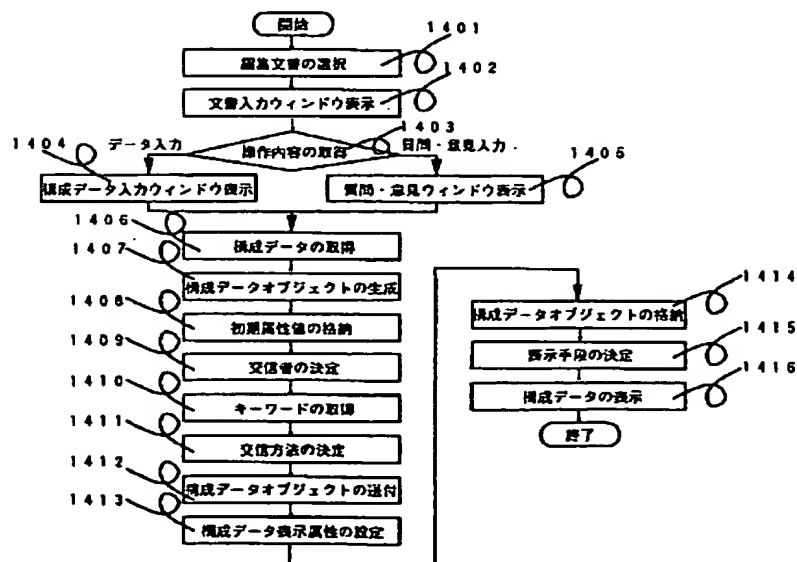 開始
1401
編集文書の選択
1402
文書入力ウィンドウ表示
1403
操作内容の取得
1404
データ入力
質問・意見入力
1405
構成データ入力ウィンドウ表示
質問・意見ウィンドウ表示
1406
構成データの取得
1407
構成データオブジェクトの生成
1408
初期属性値の格納
1409
交信者の決定
1410
キーワードの取得
1411
交信方法の決定
1412
構成データオブジェクトの送付
1413
構成データ表示属性の設定
1414
構成データオブジェクトの格納
1415
表示手段の決定
1416
構成データの表示
終了